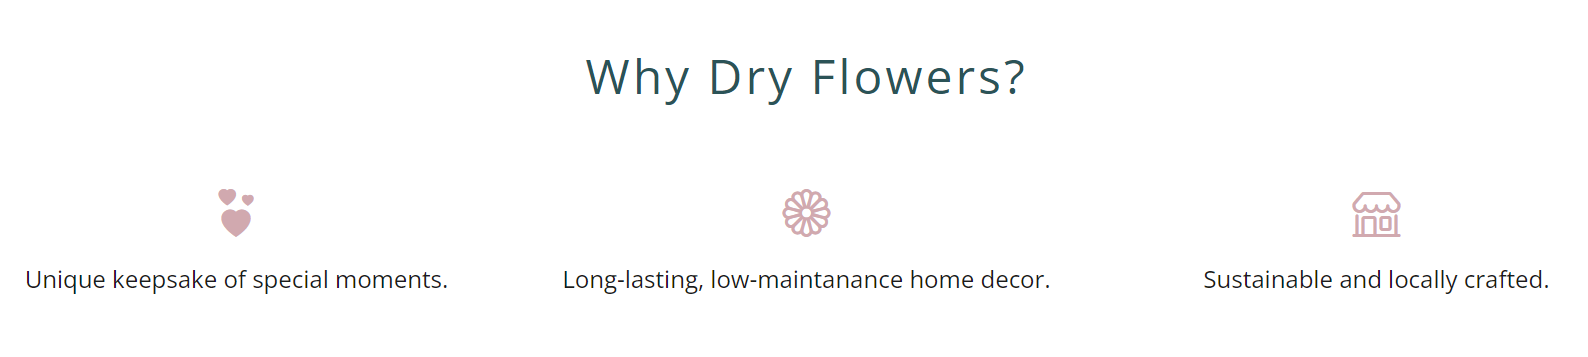 Why Dry Flowers?
Unique keepsake of special moments.
Long-lasting, low-maintanance home decor.
Sustainable and locally crafted.